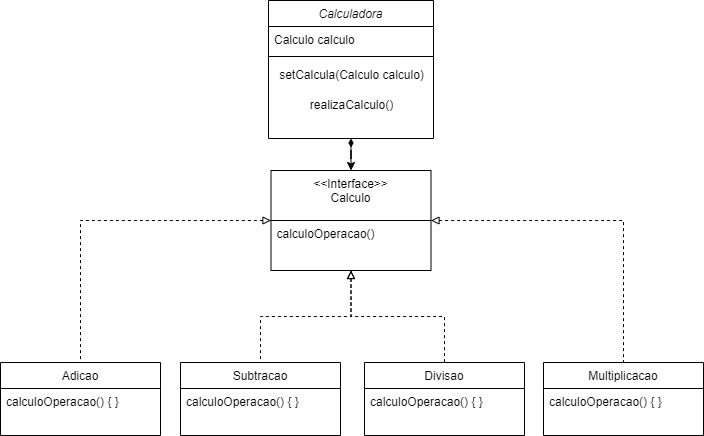 Calculadora
Calculo calculo
setCalcula(Calculo calculo)
realizaCalculo()
<<Interface>>
Calculo
calculoOperacao()
Adicao
calculoOperacao() { }
Subtracao
calculoOperacao() { }
Divisao
calculoOperacao() { }
Multiplicacao
calculoOperacao() { }